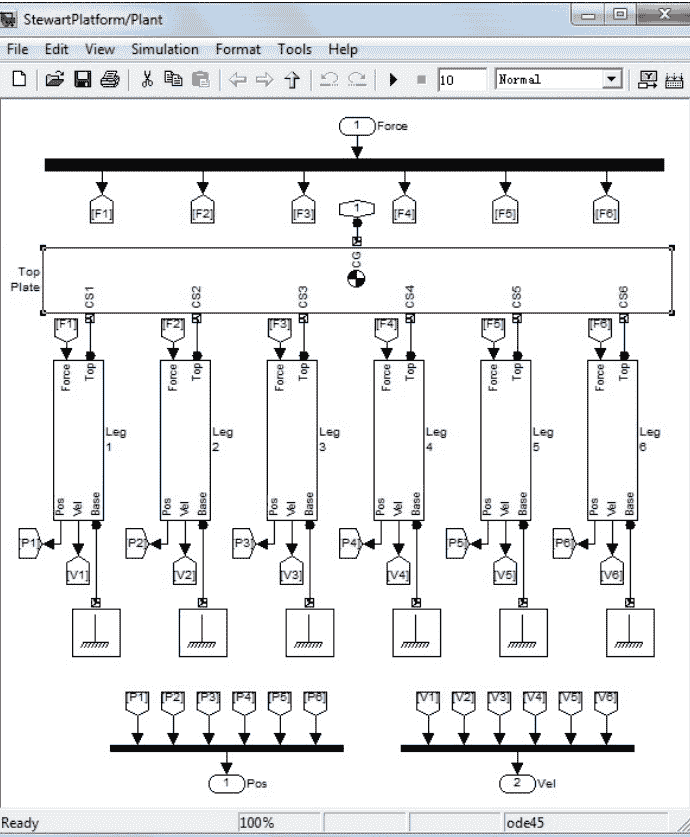 StewartPlatform/Plant
File Edit View Simulation Format Tools Help
10 Normal
1 Force
[F1] [F2] [F3] [F4] [F5] [F6]
1
CG
Top
Plate
CS1 CS2 CS3 CS4 CS5 CS6
[F1] [F2] [F3] [F4] [F5] [F6]
Force Top Force Top Force Top Force Top Force Top Force Top
Leg Leg Leg Leg Leg Leg
1 2 3 4 5 6
Pos Vel Base Pos Vel Base Pos Vel Base Pos Vel Base Pos Vel Base Pos Vel Base
[P1] [P2] [P3] [P4] [P5] [P6]
[V1] [V2] [V3] [V4] [V5] [V6]
[P1] [P2] [P3] [P4] [P5] [P6] [V1] [V2] [V3] [V4] [V5] [V6]
1 Pos 2 Vel
Ready 100% ode45